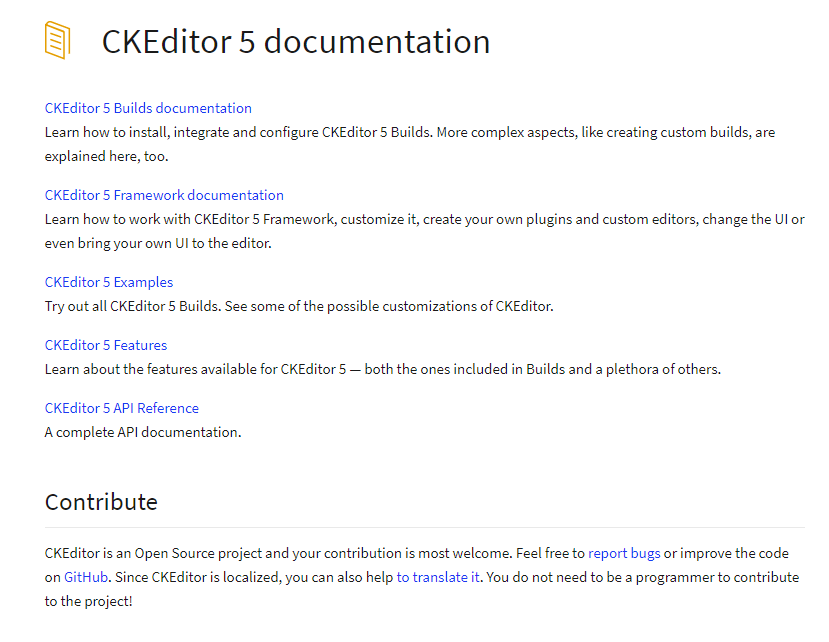 CKEditor 5 documentation
CKEditor 5 Builds documentation
Learn how to install, integrate and configure CKEditor 5 Builds. More complex aspects, like creating custom builds, are
explained here, too.
CKEditor 5 Framework documentation
Learn how to work with CKEditor 5 Framework, customize it, create your own plugins and custom editors, change the UI or
even bring your own UI to the editor.
CKEditor 5 Examples
Try out all CKEditor 5 Builds. See some of the possible customizations of CKEditor.
CKEditor 5 Features
Learn about the features available for CKEditor 5 — both the ones included in Builds and a plethora of others.
CKEditor 5 API Reference
A complete API documentation.
Contribute
CKEditor is an Open Source project and your contribution is most welcome. Feel free to report bugs or improve the code
on GitHub. Since CKEditor is localized, you can also help to translate it. You do not need to be a programmer to contribute
to the project!